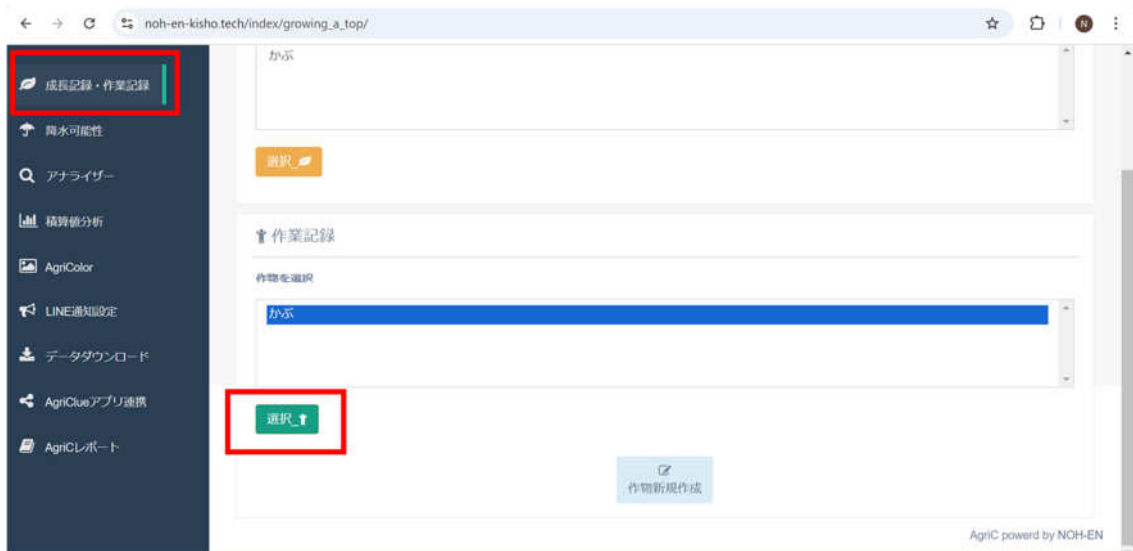 noh-en-kisho.tech/index/growing_a_top/
N
成長記録・作業記録
降水可能性
アナライザー
積算値分析
AgriColor
LINE通知設定
データダウンロード
AgriClueアプリ連携
AgriCレポート
かぶ
選択_
作業記録
作物を選択
かぶ
選択_
作物新規作成
AgriC powerd by NOH-EN